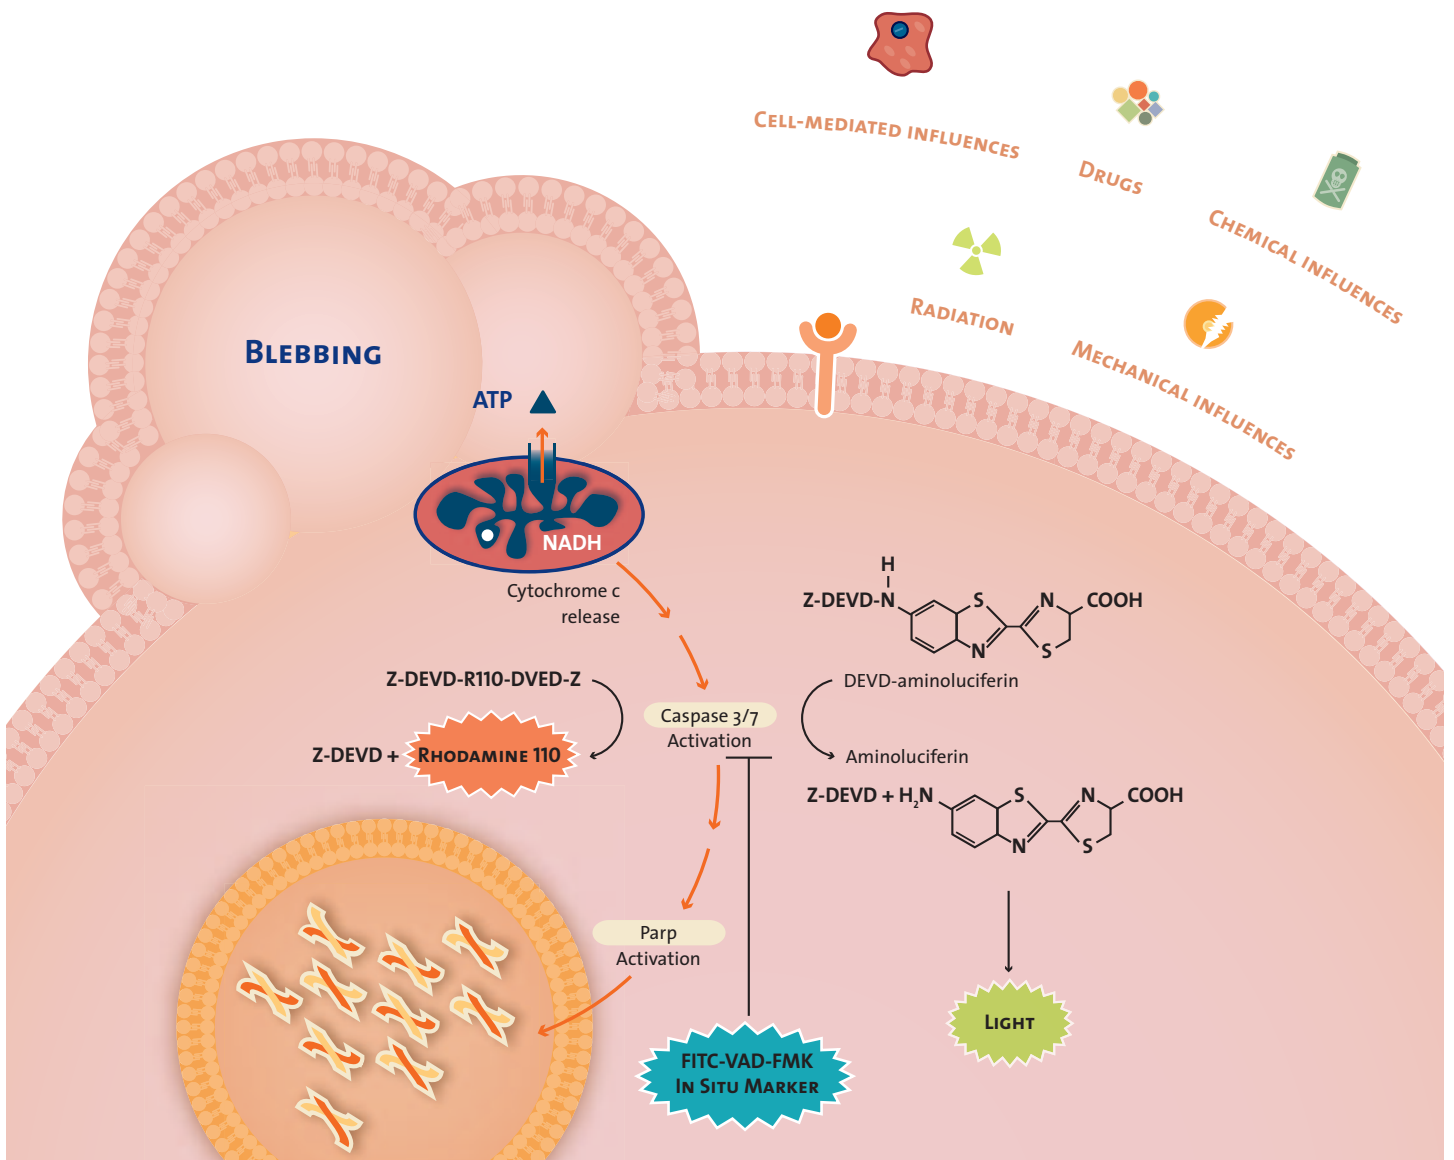 CELL-MEDIATED INFLUENCES
DRUGS
CHEMICAL INFLUENCES
RADIATION
MECHANICAL INFLUENCES
BLEBBING
ATP
NADH
Cytochrome c
release
H
Z-DEVD-N
S
N
N
S
COOH
DEVD-aminoluciferin
Z-DEVD-R110-DVED-Z
Caspase 3/7
Activation
Z-DEVD + RHODAMINE 110
Aminoluciferin
Z-DEVD + H₂N
S
N
N
S
COOH
Parp
Activation
LIGHT
FITC-VAD-FMK
IN SITU MARKER